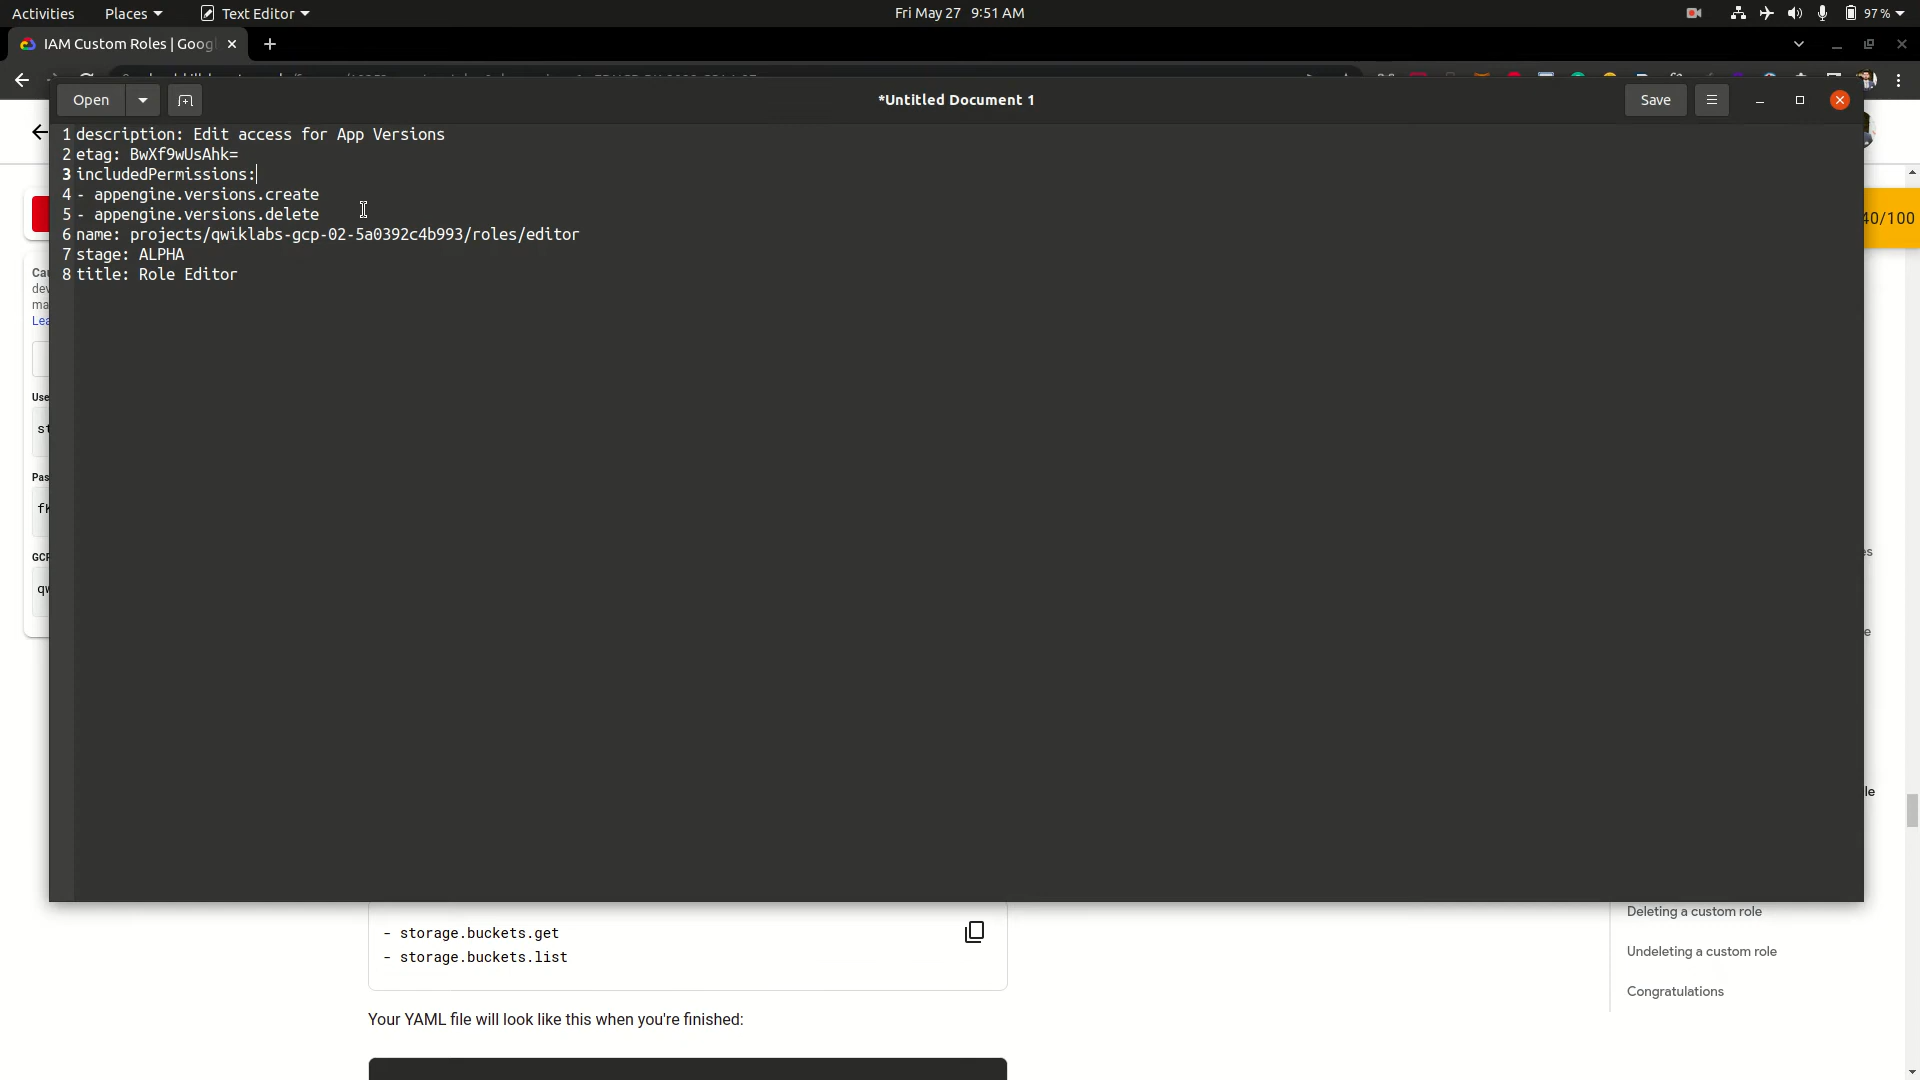 Activities Places Text Editor Fri May 27 9:51 AM 97 %
IAM Custom Roles | Goog
Open *Untitled Document 1 Save
1 description: Edit access for App Versions
2 etag: BwXf9wUsAhk=
3 includedPermissions:
4 - appengine.versions.create
5 - appengine.versions.delete
6 name: projects/qwiklabs-gcp-02-5a0392c4b993/roles/editor
7 stage: ALPHA
8 title: Role Editor
40/100
- storage.buckets.get
- storage.buckets.list
Your YAML file will look like this when you're finished:
Deleting a custom role
Undeleting a custom role
Congratulations